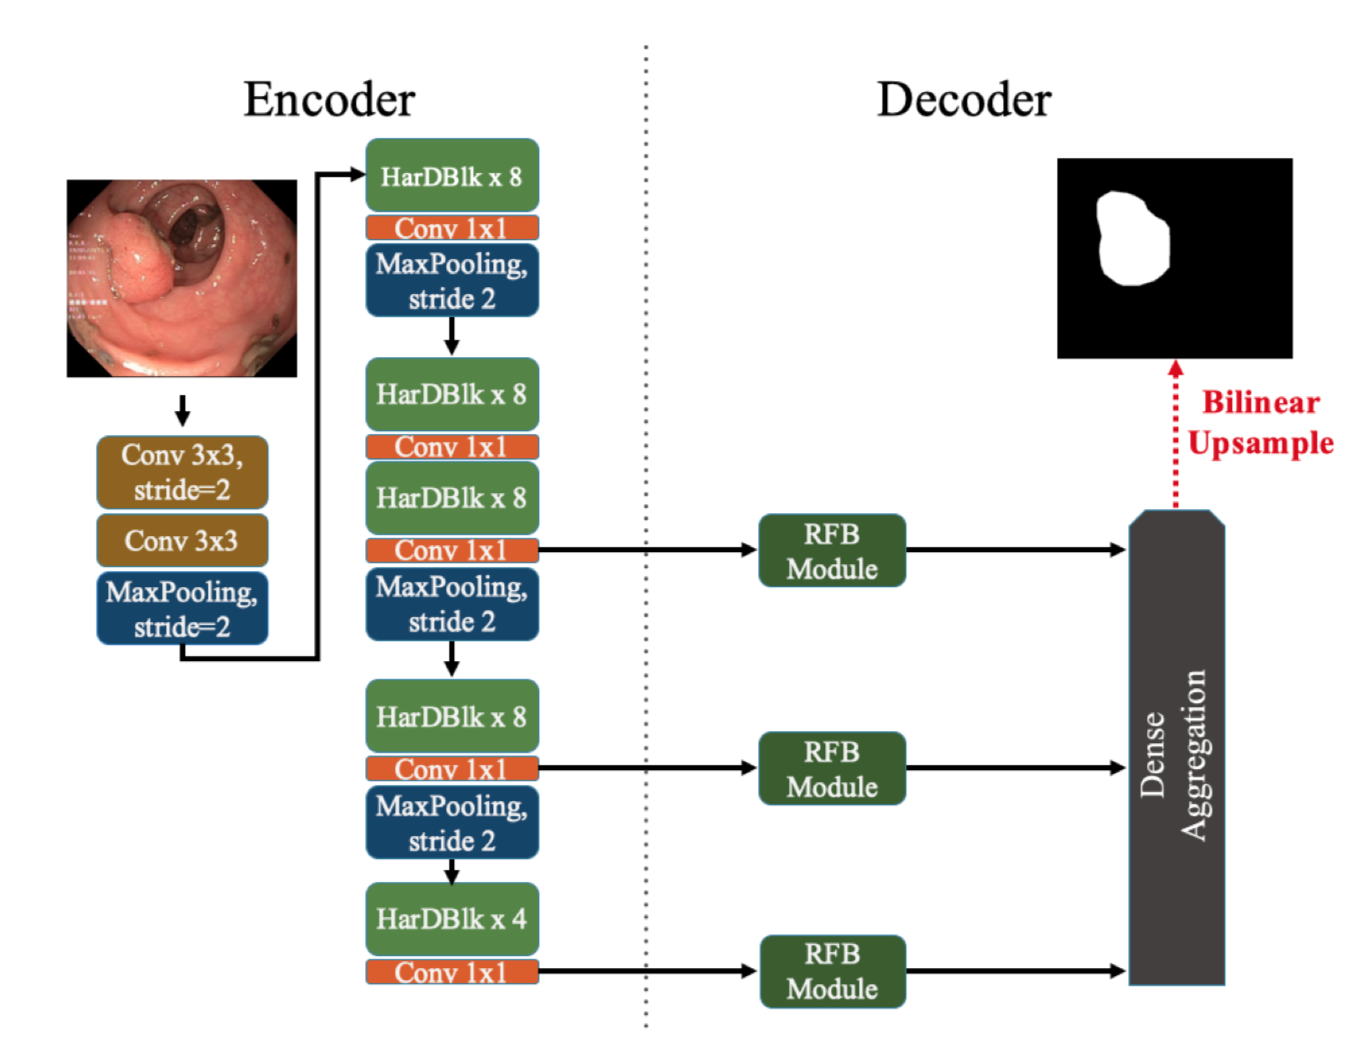 Encoder
Decoder
HarDBlk x 8
Conv 1x1
MaxPooling,
stride 2
HarDBlk x 8
Conv 1x1
HarDBlk x 8
Conv 1x1
MaxPooling,
stride 2
HarDBlk x 8
Conv 1x1
MaxPooling,
stride 2
HarDBlk x 4
Conv 1x1
Conv 3x3,
stride=2
Conv 3x3
MaxPooling,
stride=2
RFB
Module
RFB
Module
RFB
Module
Dense
Aggregation
Bilinear
Upsample